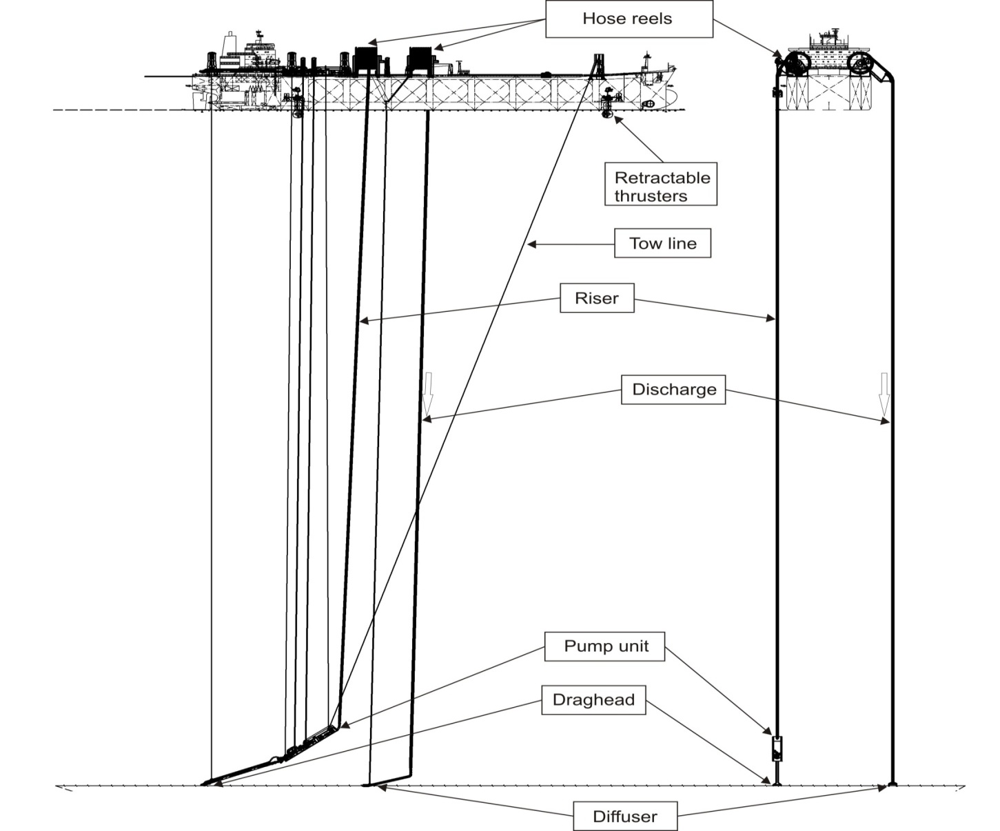 Hose reels
Retractable
thrusters
Tow line
Riser
Discharge
Pump unit
Draghead
Diffuser